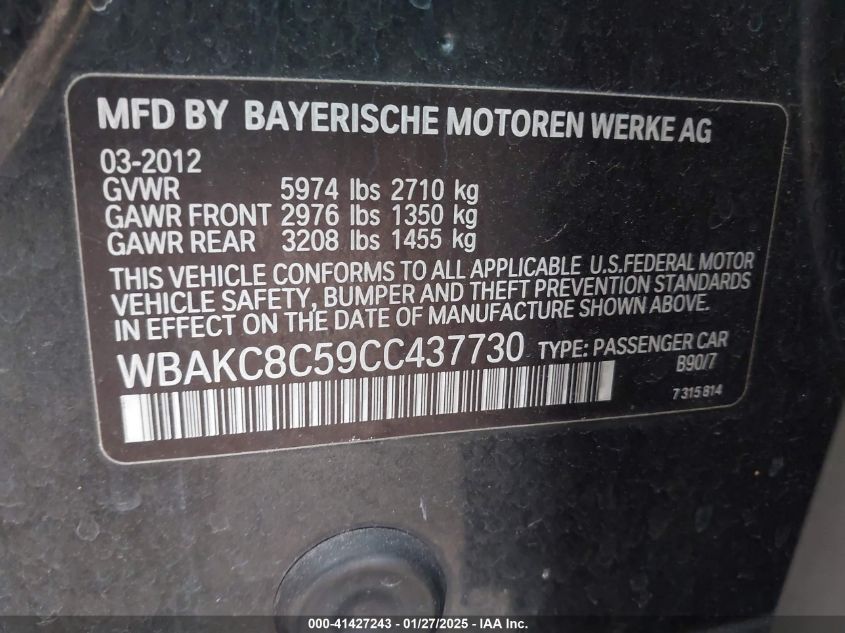 MFD BY BAYERISCHE MOTOREN WERKE AG
03-2012
GVWR 5974 lbs 2710 kg
GAWR FRONT 2976 lbs 1350 kg
GAWR REAR 3208 lbs 1455 kg
THIS VEHICLE CONFORMS TO ALL APPLICABLE U.S.FEDERAL MOTOR
VEHICLE SAFETY, BUMPER AND THEFT PREVENTION STANDARDS
IN EFFECT ON THE DATE OF MANUFACTURE SHOWN ABOVE.
WBAKC8C59CC437730 TYPE: PASSENGER CAR
B90/7
7 315 814
000-41427243 - 01/27/2025 - IAA Inc.